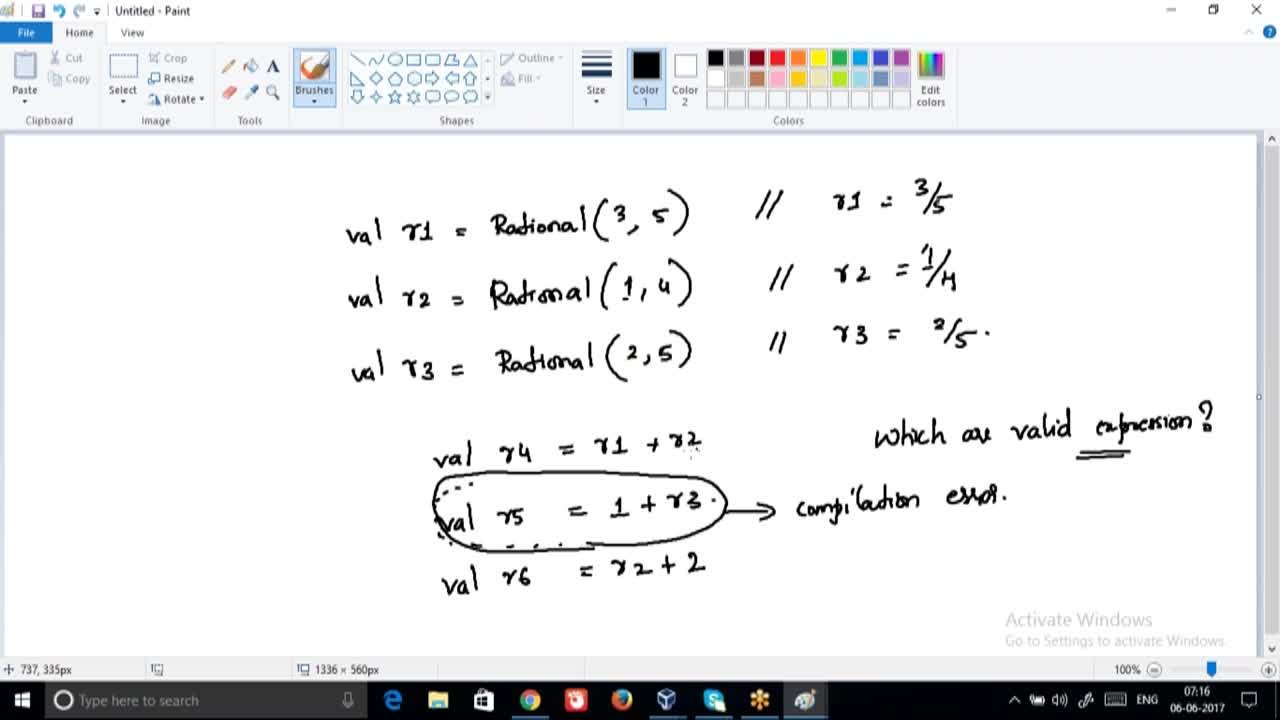 Untitled - Paint
File Home View
Paste Cut Copy Select Crop Resize Rotate Brushes Outline Fill Size Color 1 Color 2 Edit colors
Clipboard Image Tools Shapes Colors
val r1 = Rational(3, 5) // r1 = 3/5
val r2 = Rational(1, 4) // r2 = 1/4
val r3 = Rational(2, 5) // r3 = 2/5.
val r4 = r1 + r2
which are valid expression?
val r5 = 1 + r3. → compilation error.
val r6 = r2 + 2
Activate Windows
Go to Settings to activate Windows.
737, 335px 1336 × 560px 100%
Type here to search ENG 07:16
06-06-2017